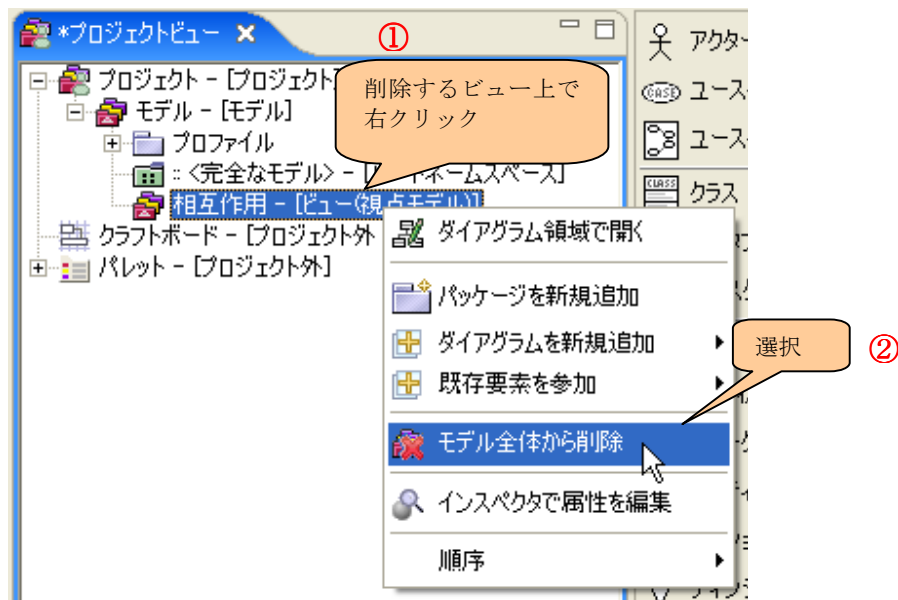 *プロジェクトビュー
①
プロジェクト - [プロジェクト]
削除するビュー上で
右クリック
モデル - [モデル]
プロファイル
:: <完全なモデル> -
相互作用 - [ビュー(視点モデル)]
クラフトボード - [プロジェクト外
パレット - [プロジェクト外]
ダイアグラム領域で開く
パッケージを新規追加
ダイアグラムを新規追加
既存要素を参加
モデル全体から削除
インスペクタで属性を編集
順序
選択
②
アクター
CASE ユース
ユース
CLASS クラス